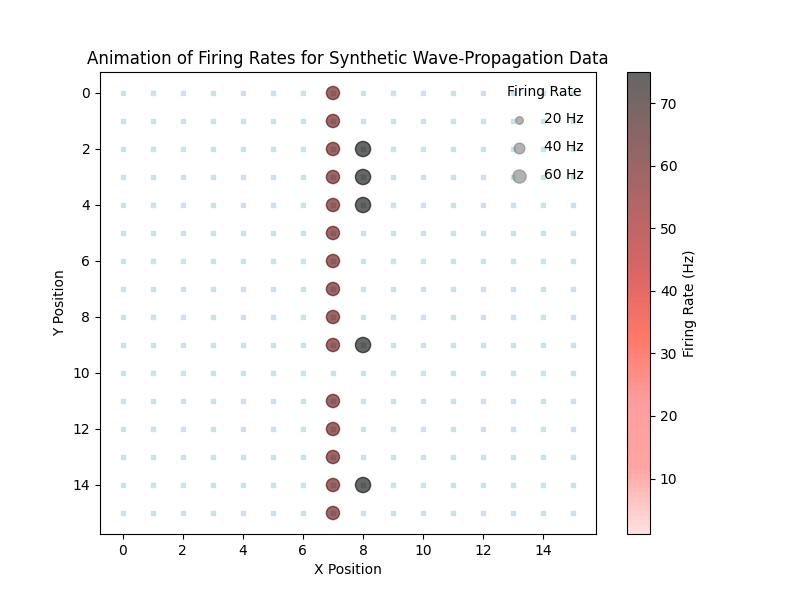 Animation of Firing Rates for Synthetic Wave-Propagation Data
Firing Rate
20 Hz
40 Hz
60 Hz
0
2
4
6
8
10
12
14
Y Position
0 2 4 6 8 10 12 14
X Position
70
60
50
40
30
20
10
Firing Rate (Hz)